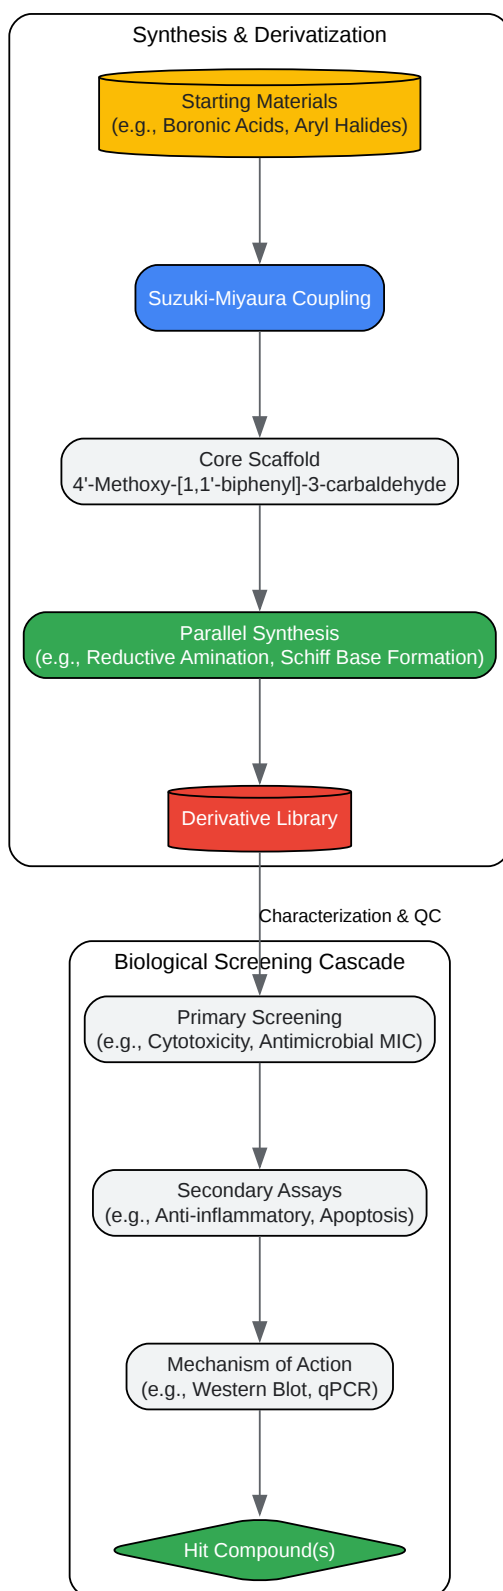 Synthesis & Derivatization
Starting Materials
(e.g., Boronic Acids, Aryl Halides)
Suzuki-Miyaura Coupling
Core Scaffold
4'-Methoxy-[1,1'-biphenyl]-3-carbaldehyde
Parallel Synthesis
(e.g., Reductive Amination, Schiff Base Formation)
Derivative Library
Characterization & QC
Biological Screening Cascade
Primary Screening
(e.g., Cytotoxicity, Antimicrobial MIC)
Secondary Assays
(e.g., Anti-inflammatory, Apoptosis)
Mechanism of Action
(e.g., Western Blot, qPCR)
Hit Compound(s)